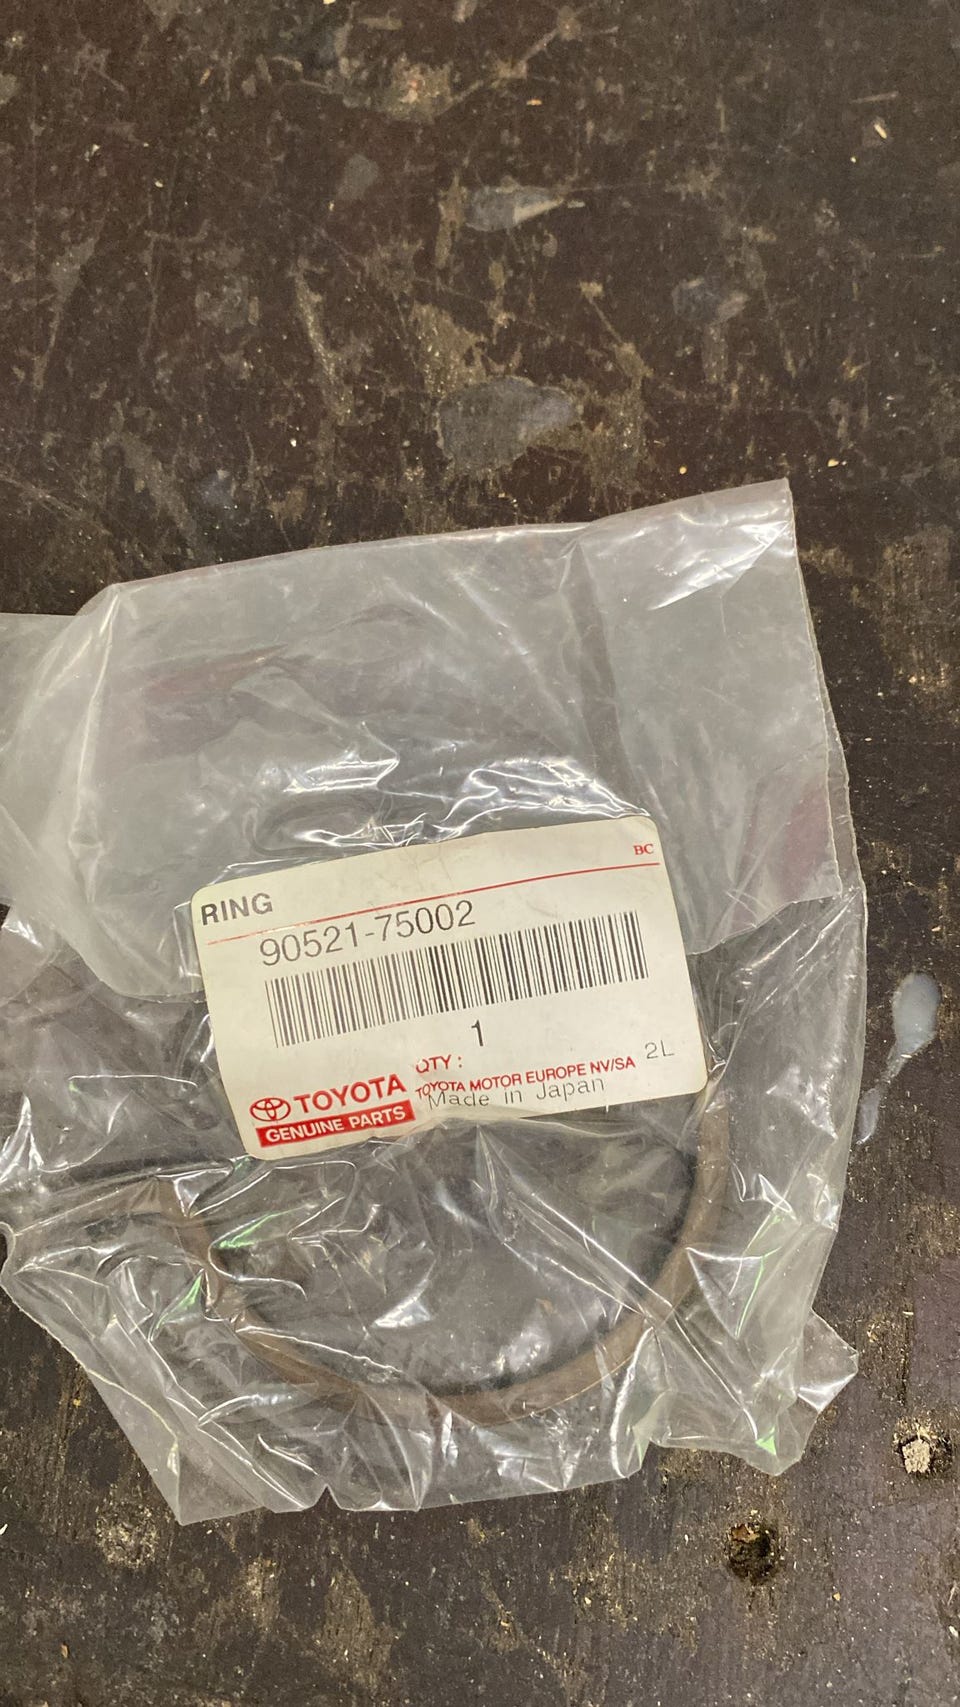 RING
BC
90521-75002
1
QTY :
2L
TOYOTA
TOYOTA MOTOR EUROPE NV/SA
GENUINE PARTS
Made in Japan